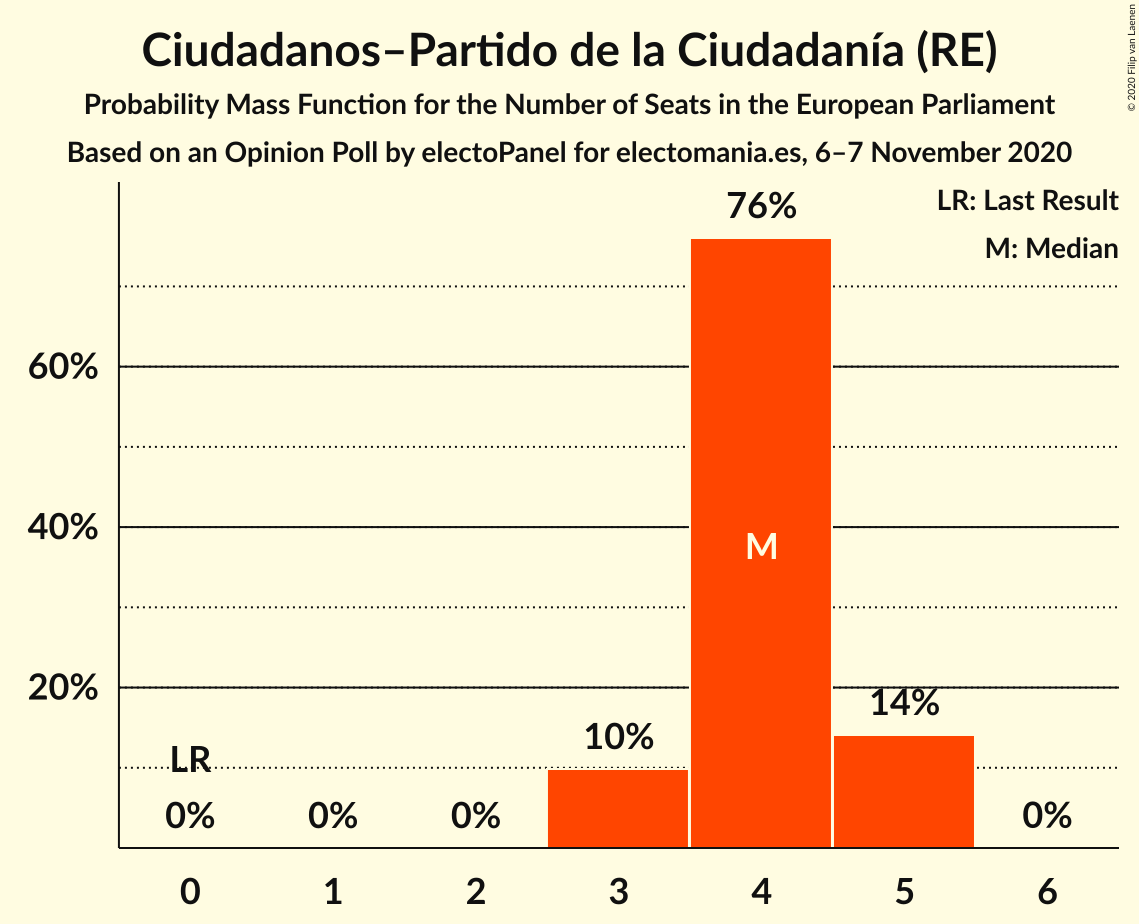 Ciudadanos–Partido de la Ciudadanía (RE)
Probability Mass Function for the Number of Seats in the European Parliament
Based on an Opinion Poll by electoPanel for electomania.es, 6–7 November 2020
© 2020 Filip van Laenen
LR: Last Result
M: Median
76%
60%
40%
M
20%
14%
10%
LR
0%
0%
0%
0%
0
1
2
3
4
5
6